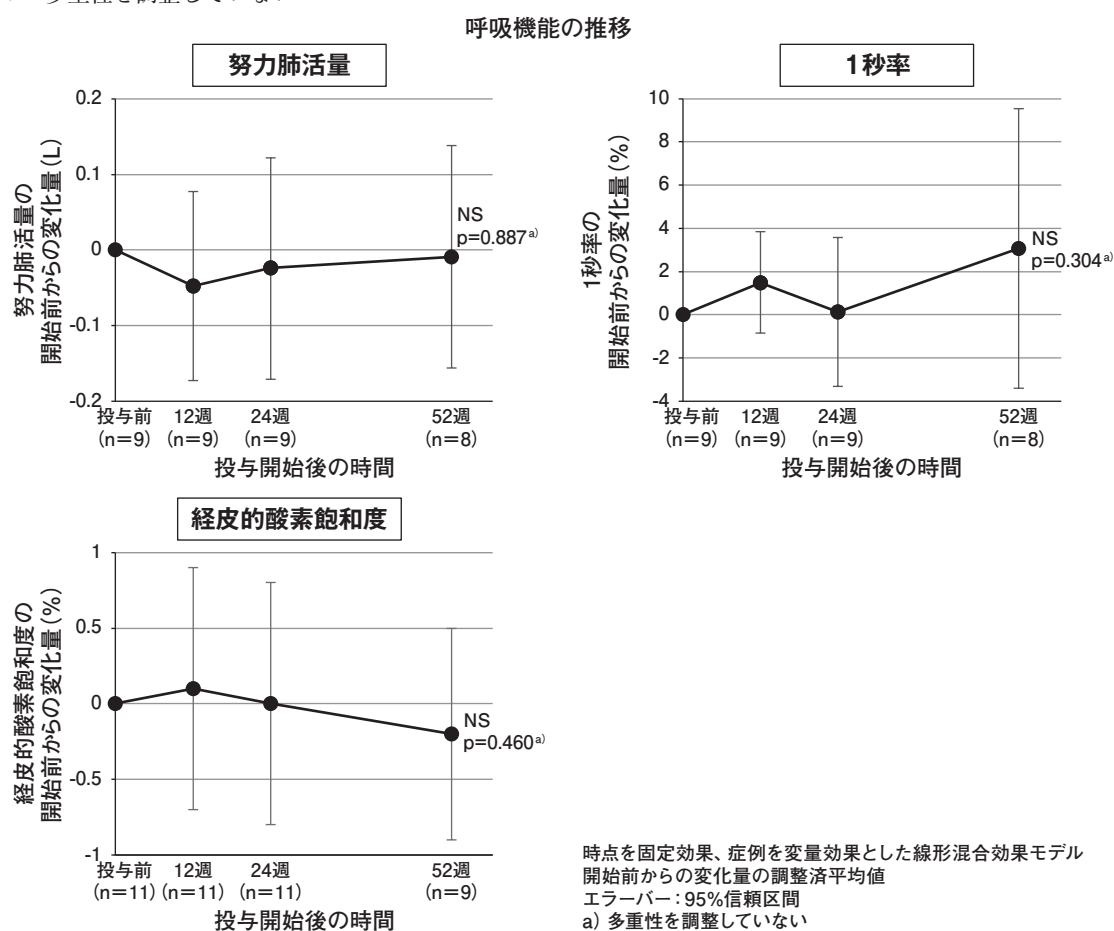 呼吸機能の推移
努力肺活量
努力肺活量の
開始前からの変化量(L)
0.2
0.1
0
-0.1
-0.2
NS
p=0.887a)
投与前 12週 24週 52週
(n=9) (n=9) (n=9) (n=8)
投与開始後の時間
1秒率
1秒率の
開始前からの変化量(%)
10
8
6
4
2
0
-2
-4
NS
p=0.304a)
投与前 12週 24週 52週
(n=9) (n=9) (n=9) (n=8)
投与開始後の時間
経皮的酸素飽和度
経皮的酸素飽和度の
開始前からの変化量(%)
1
0.5
0
-0.5
-1
NS
p=0.460a)
投与前 12週 24週 52週
(n=11) (n=11) (n=11) (n=9)
投与開始後の時間
時点を固定効果、症例を変量効果とした線形混合効果モデル
開始前からの変化量の調整済平均値
エラーバー:95%信頼区間
a) 多重性を調整していない